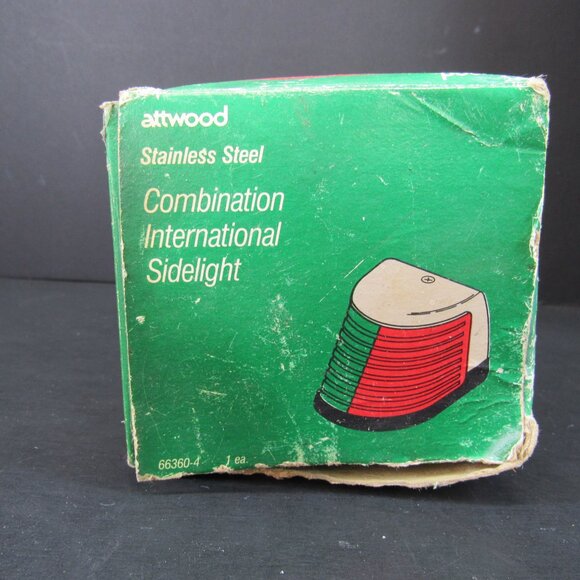 attwood
Stainless Steel
Combination
International
Sidelight
66360-4 1 ea.